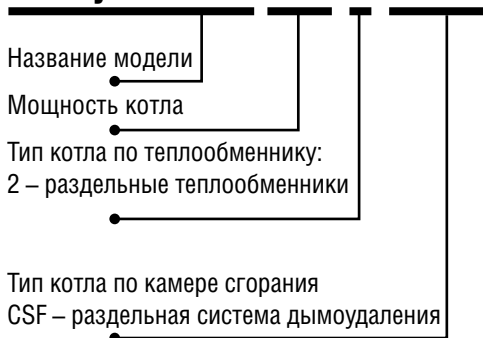 Название модели
Мощность котла
Тип котла по теплообменнику:
2 – раздельные теплообменники
Тип котла по камере сгорания
CSF – раздельная система дымоудаления